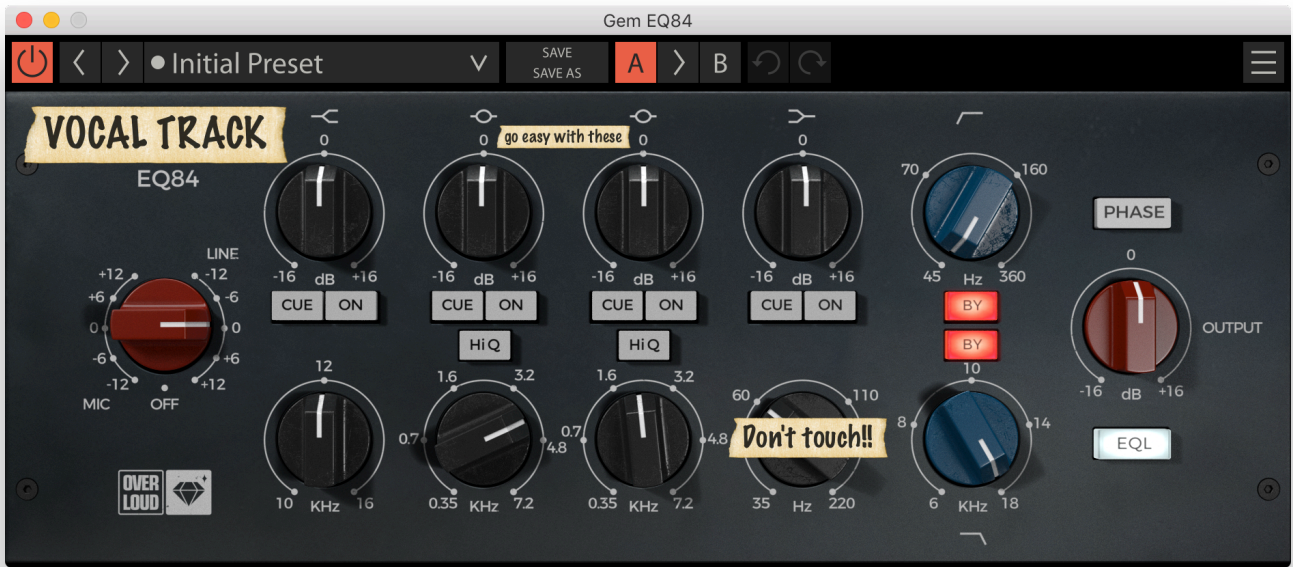 Gem EQ84
Initial Preset
SAVE
SAVE AS
A
B
VOCAL TRACK
EQ84
go easy with these
0
0
0
0
70
160
-16 dB +16
-16 dB +16
-16 dB +16
-16 dB +16
45 Hz 360
PHASE
LINE
+12
-12
+6
-6
0
0
-6
+6
-12
+12
MIC
OFF
CUE ON
CUE ON
CUE ON
CUE ON
BY
HiQ
HiQ
BY
0
OUTPUT
-16 dB +16
12
10 KHz 16
1.6
3.2
0.7
4.8
0.35 KHz 7.2
1.6
3.2
0.7
4.8
0.35 KHz 7.2
60
110
Don't touch!!
35 Hz 220
10
8
14
6 KHz 18
EQL
OVER
LOUD